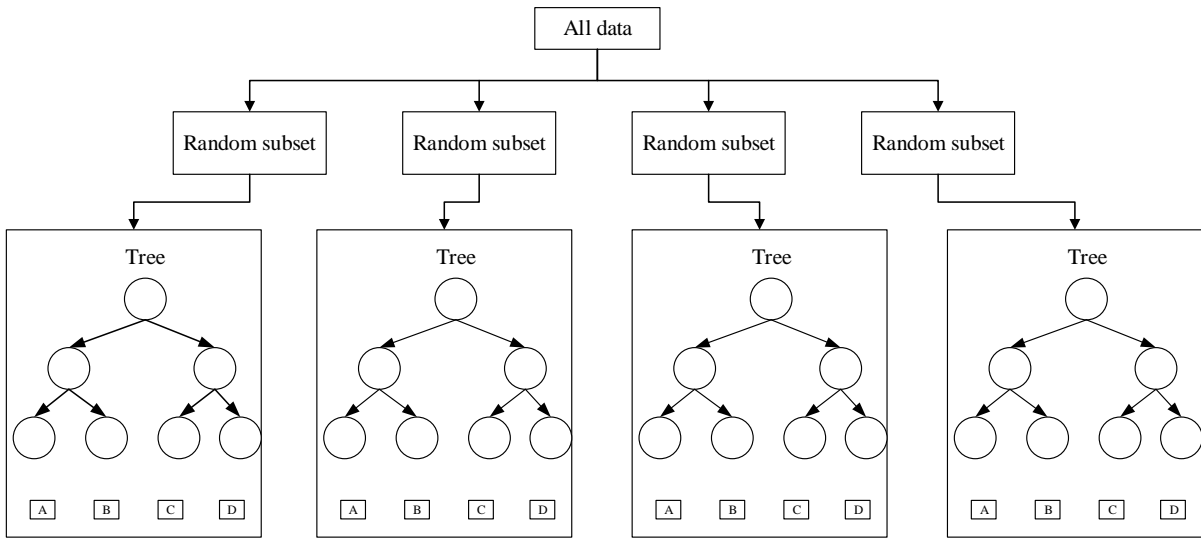 All data
Random subset
Random subset
Random subset
Random subset
Tree
Tree
Tree
Tree
A B C D
A B C D
A B C D
A B C D